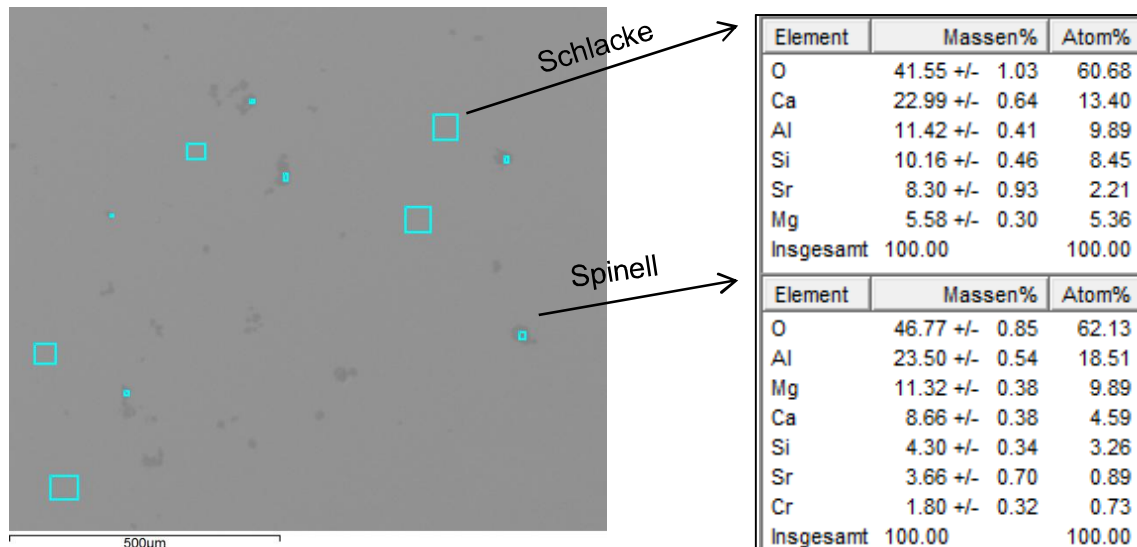 Schlacke
Spinell
500µm
Element Massen% Atom%
O 41.55 +/- 1.03 60.68
Ca 22.99 +/- 0.64 13.40
Al 11.42 +/- 0.41 9.89
Si 10.16 +/- 0.46 8.45
Sr 8.30 +/- 0.93 2.21
Mg 5.58 +/- 0.30 5.36
Insgesamt 100.00 100.00
Element Massen% Atom%
O 46.77 +/- 0.85 62.13
Al 23.50 +/- 0.54 18.51
Mg 11.32 +/- 0.38 9.89
Ca 8.66 +/- 0.38 4.59
Si 4.30 +/- 0.34 3.26
Sr 3.66 +/- 0.70 0.89
Cr 1.80 +/- 0.32 0.73
Insgesamt 100.00 100.00